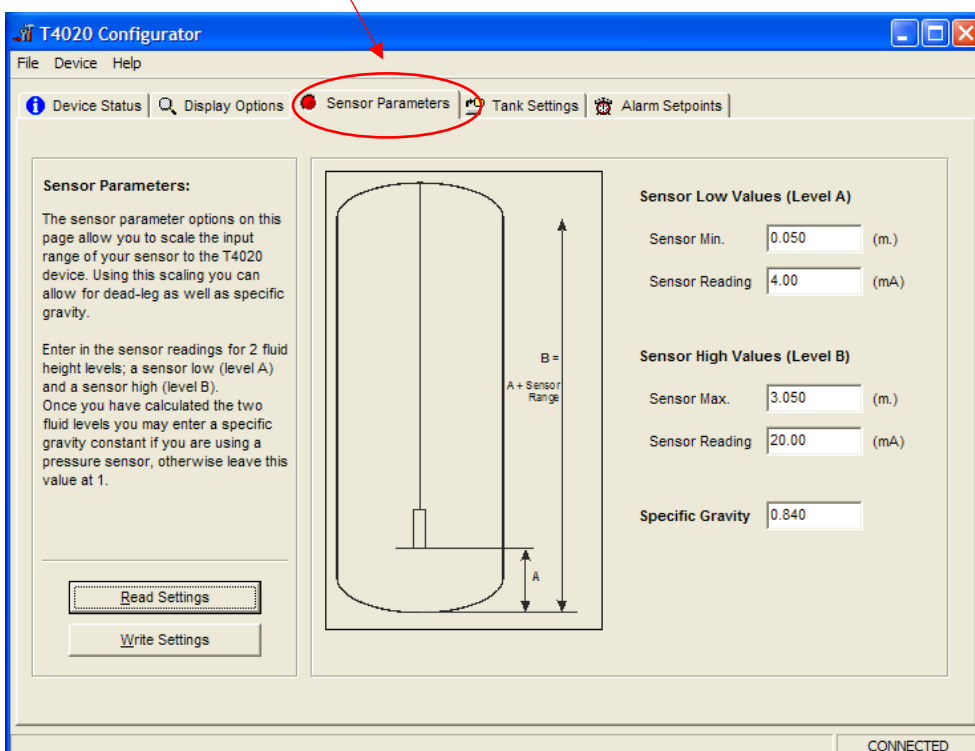 T4020 Configurator
File Device Help
Device Status
Display Options
Sensor Parameters
Tank Settings
Alarm Setpoints
Sensor Parameters:
The sensor parameter options on this
page allow you to scale the input
range of your sensor to the T4020
device. Using this scaling you can
allow for dead-leg as well as specific
gravity.
Enter in the sensor readings for 2 fluid
height levels; a sensor low (level A)
and a sensor high (level B).
Once you have calculated the two
fluid levels you may enter a specific
gravity constant if you are using a
pressure sensor, otherwise leave this
value at 1.
Read Settings
Write Settings
B =
A + Sensor
Range
A
Sensor Low Values (Level A)
Sensor Min. 0.050 (m.)
Sensor Reading 4.00 (mA)
Sensor High Values (Level B)
Sensor Max. 3.050 (m.)
Sensor Reading 20.00 (mA)
Specific Gravity 0.840
CONNECTED